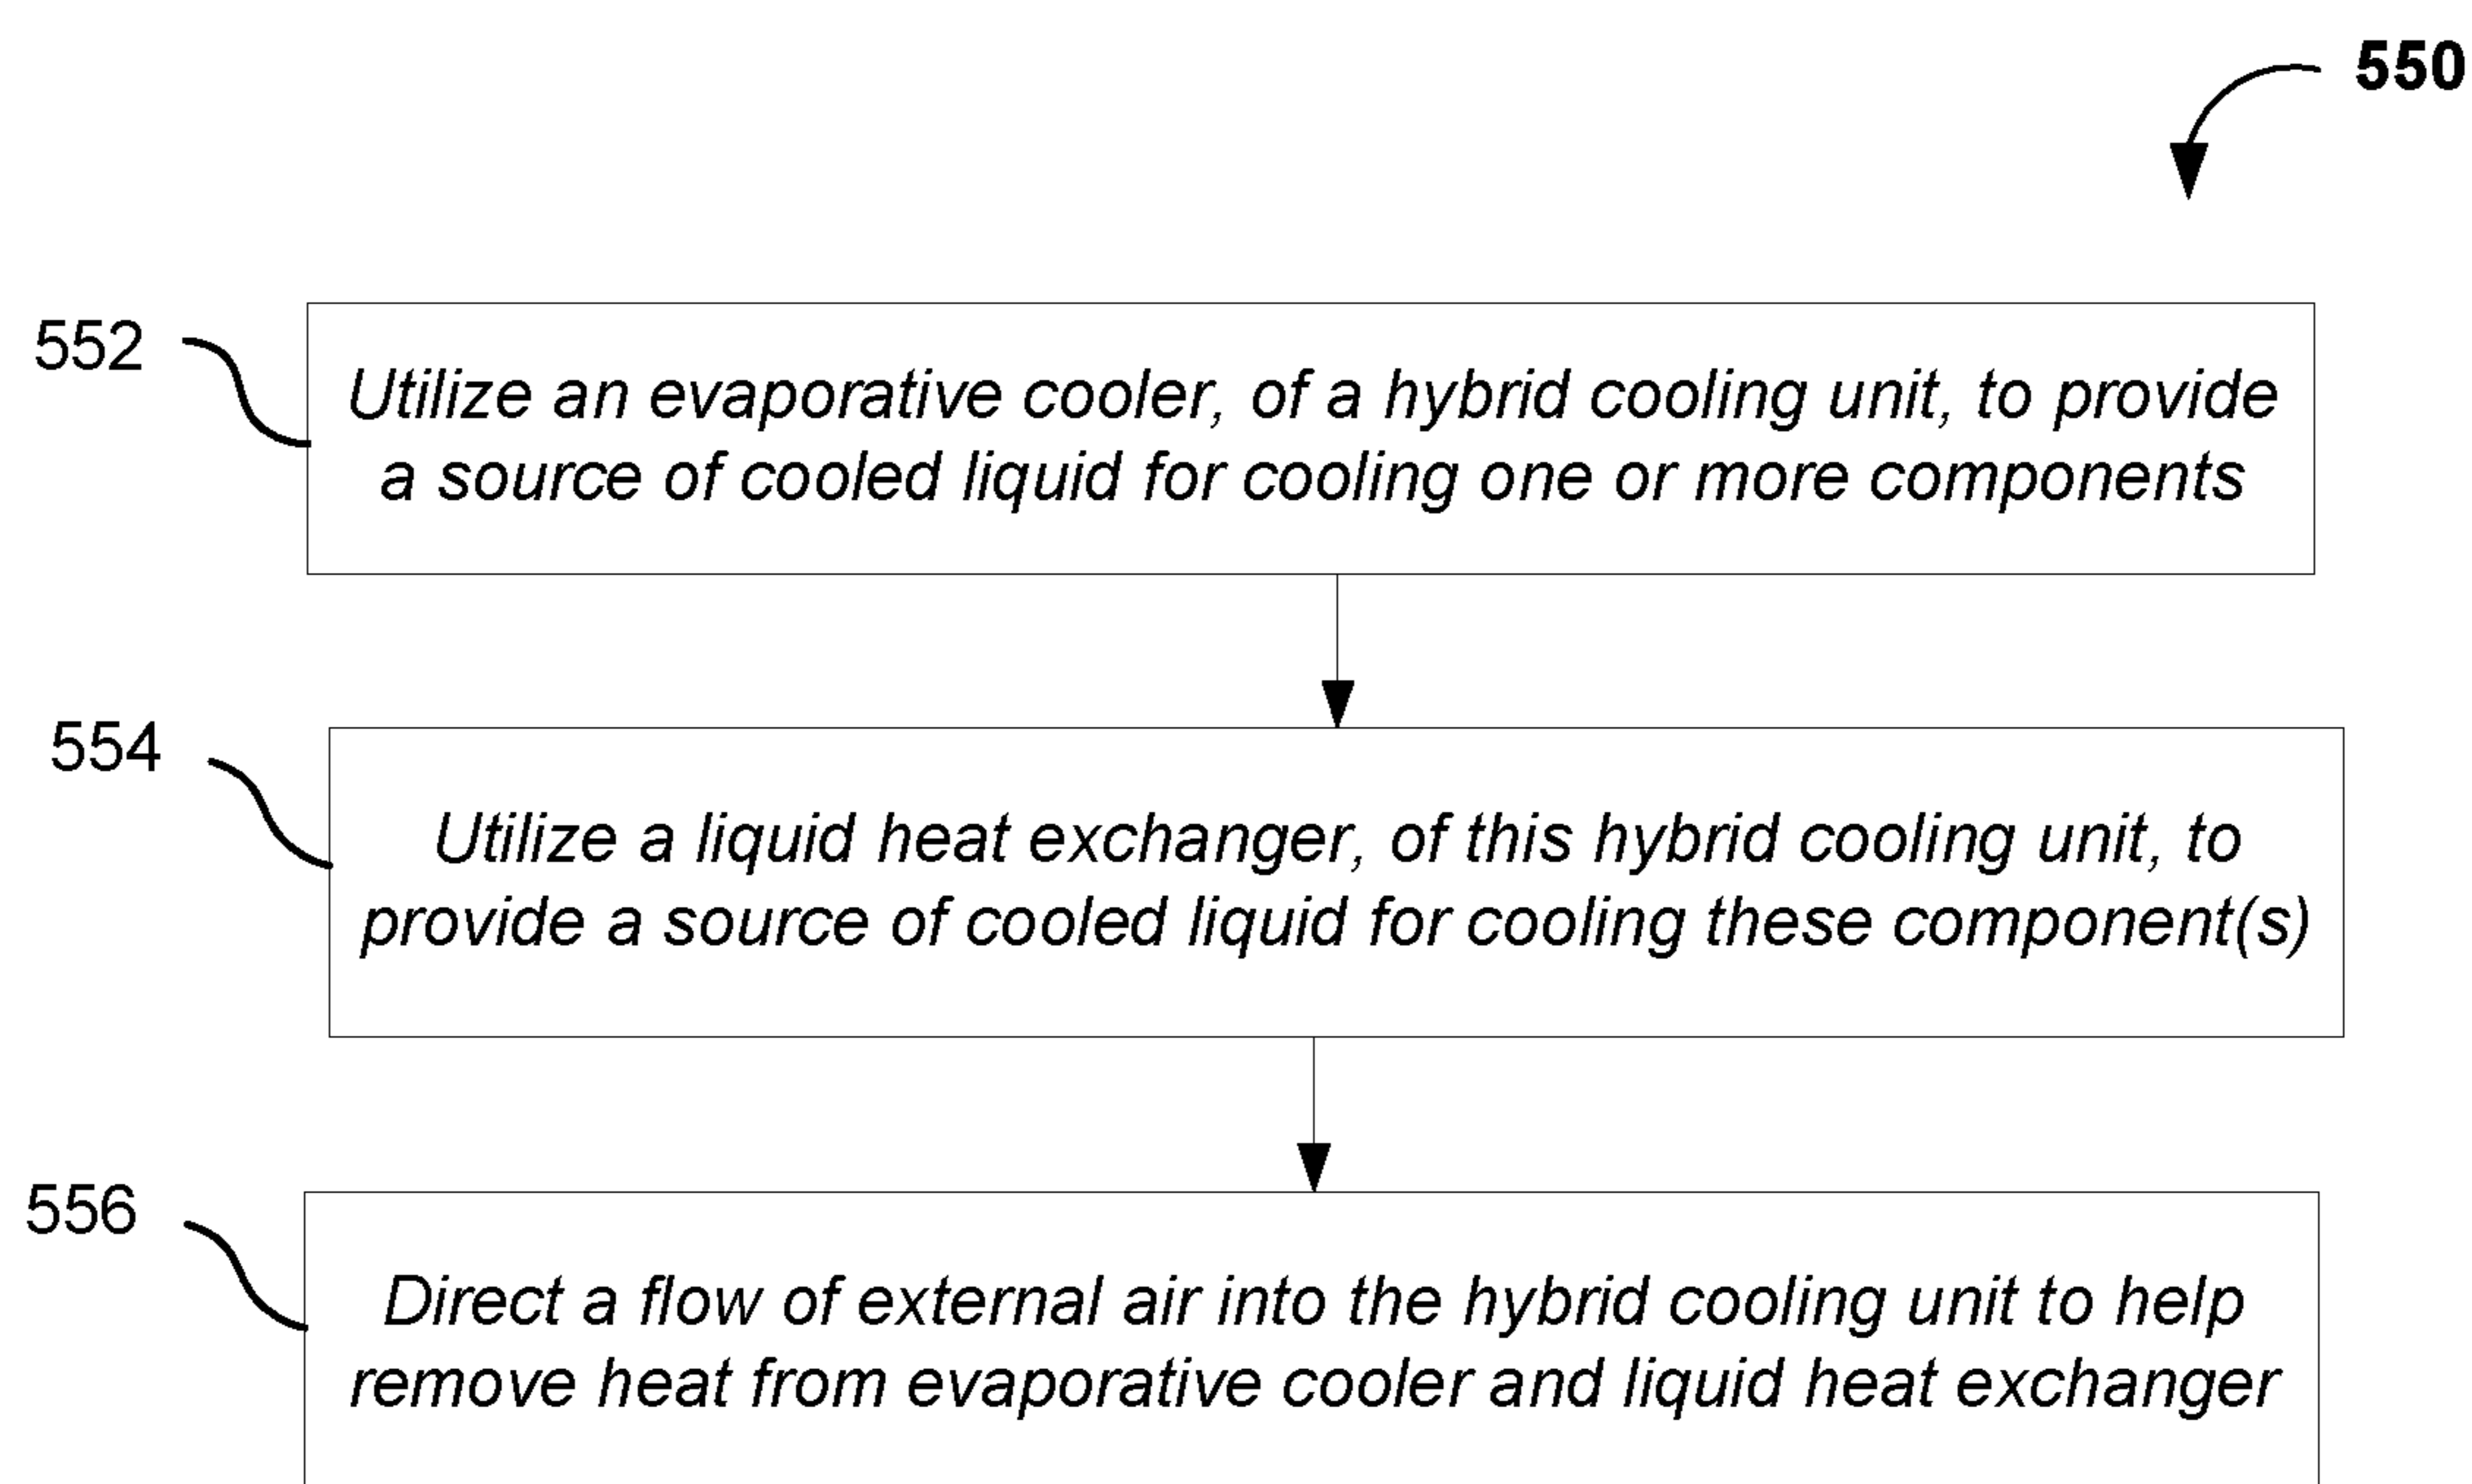 550
552
Utilize an evaporative cooler, of a hybrid cooling unit, to provide
a source of cooled liquid for cooling one or more components
554
Utilize a liquid heat exchanger, of this hybrid cooling unit, to
provide a source of cooled liquid for cooling these component(s)
556
Direct a flow of external air into the hybrid cooling unit to help
remove heat from evaporative cooler and liquid heat exchanger